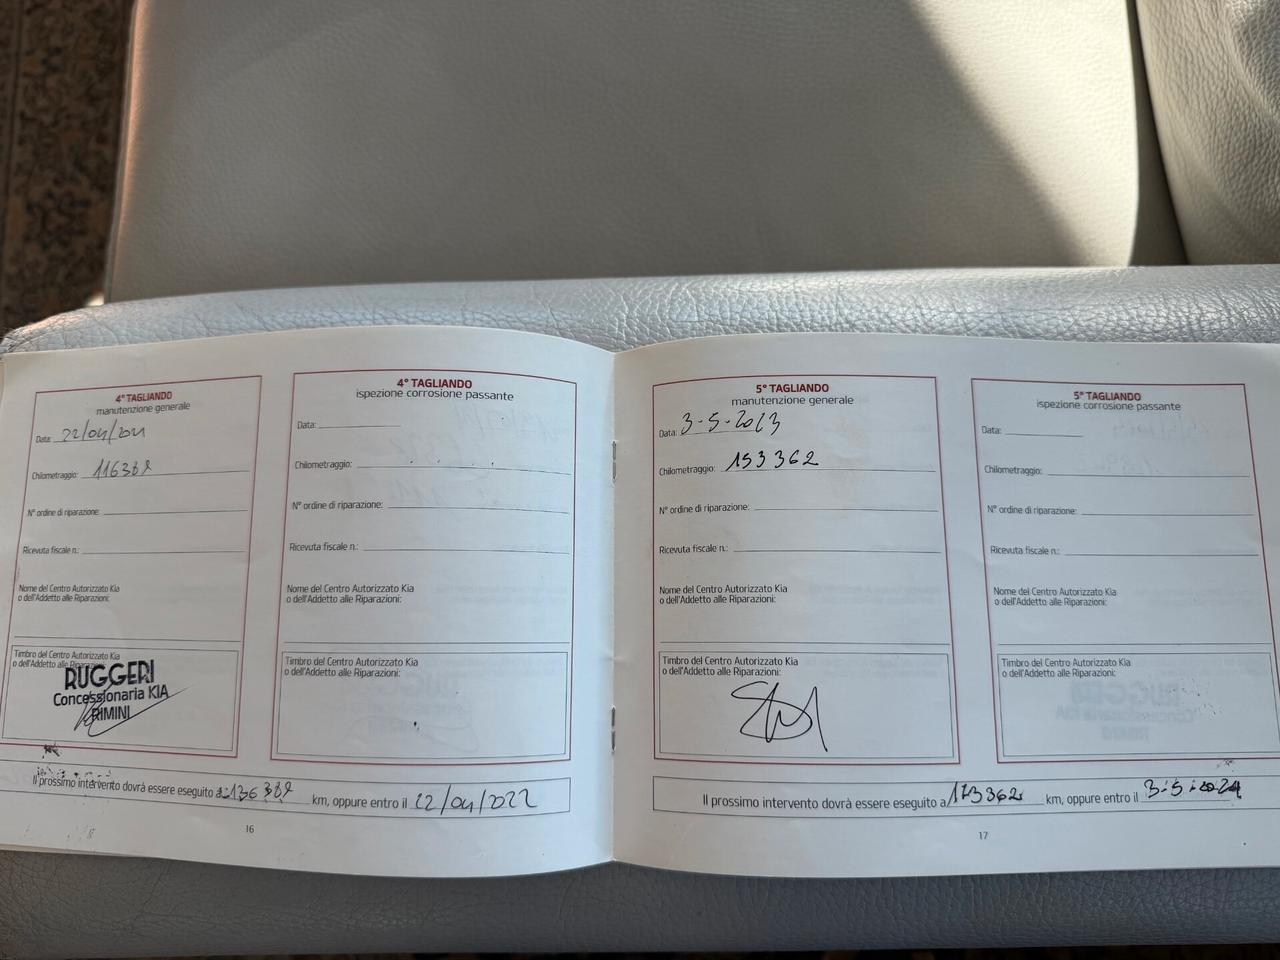 4° TAGLIANDO
manutenzione generale
Data: 22/04/2021
Chilometraggio: 116389
N° ordine di riparazione:
Ricevuta fiscale n.:
Nome del Centro Autorizzato Kia
o dell'Addetto alle Riparazioni:
Timbro del Centro Autorizzato Kia
o dell'Addetto alle Riparazioni:
RUGGERI
Concessionaria KIA
RIMINI
4° TAGLIANDO
ispezione corrosione passante
Data:
Chilometraggio:
N° ordine di riparazione:
Ricevuta fiscale n.:
Nome del Centro Autorizzato Kia
o dell'Addetto alle Riparazioni:
Timbro del Centro Autorizzato Kia
o dell'Addetto alle Riparazioni:
Il prossimo intervento dovrà essere eseguito a 136389 km, oppure entro il 22/04/2022
16
5° TAGLIANDO
manutenzione generale
Data: 3-5-2023
Chilometraggio: 153362
N° ordine di riparazione:
Ricevuta fiscale n.:
Nome del Centro Autorizzato Kia
o dell'Addetto alle Riparazioni:
Timbro del Centro Autorizzato Kia
o dell'Addetto alle Riparazioni:
5° TAGLIANDO
ispezione corrosione passante
Data:
Chilometraggio:
N° ordine di riparazione:
Ricevuta fiscale n.:
Nome del Centro Autorizzato Kia
o dell'Addetto alle Riparazioni:
Timbro del Centro Autorizzato Kia
o dell'Addetto alle Riparazioni:
Il prossimo intervento dovrà essere eseguito a 173362 km, oppure entro il 3-5-2024
17